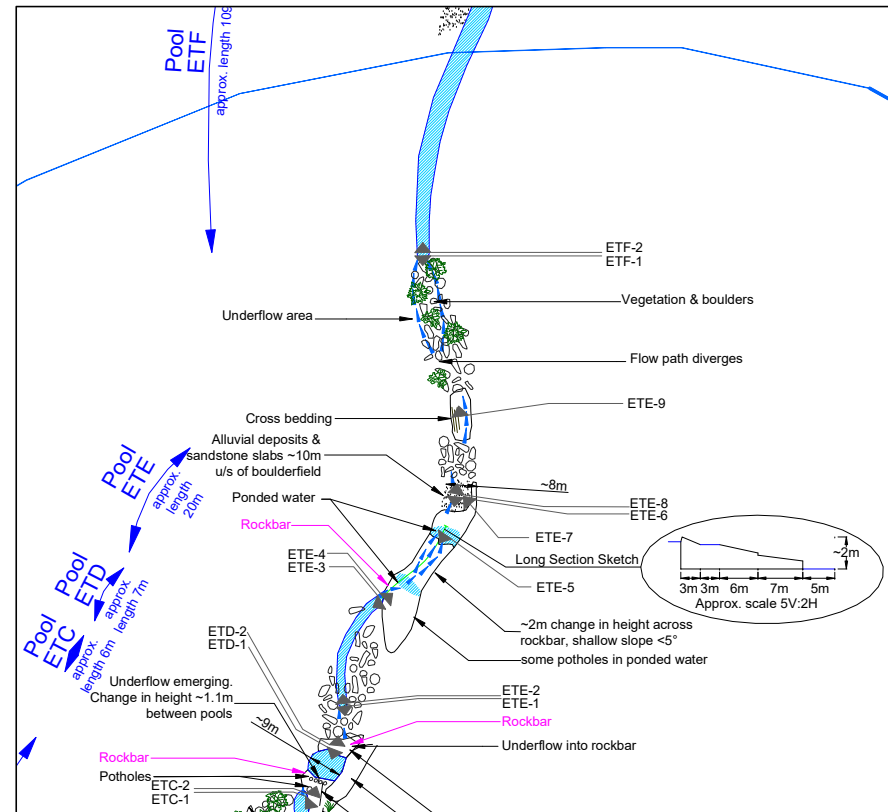 Pool
ETF
approx. length 109
ETF-2
ETF-1
Vegetation & boulders
Underflow area
Flow path diverges
ETE-9
Cross bedding
Alluvial deposits &
sandstone slabs ~10m
u/s of boulderfield
~8m
Pool
ETE
approx.
length
20m
Ponded water
ETE-8
ETE-6
Rockbar
ETE-7
ETE-4
ETE-3
Long Section Sketch
~2m
3m 3m 6m 7m 5m
Approx. scale 5V:2H
ETE-5
Pool
ETD
approx.
length 7m
~2m change in height across
rockbar, shallow slope <5°
some potholes in ponded water
Pool
ETC
approx.
length 6m
ETD-2
ETD-1
Underflow emerging.
Change in height ~1.1m
between pools
ETE-2
ETE-1
~9m
Rockbar
Underflow into rockbar
Rockbar
Potholes
ETC-2
ETC-1